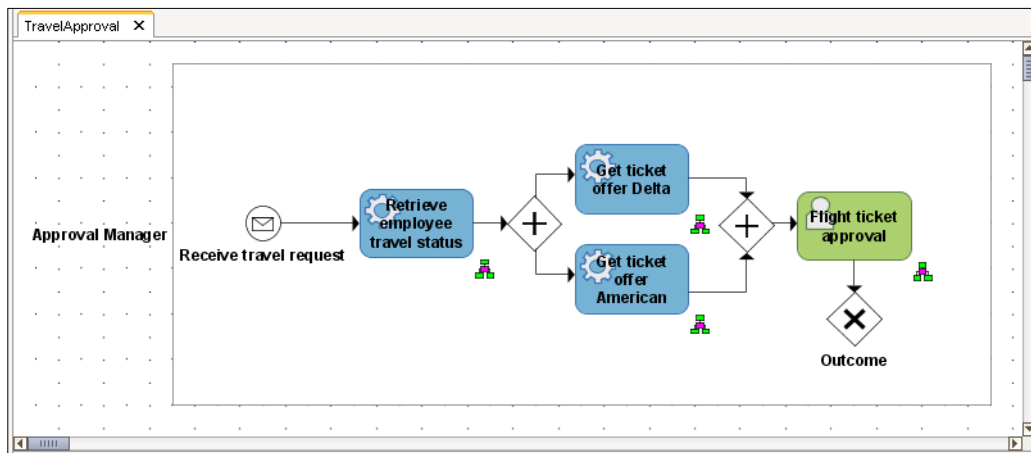 TravelApproval
Approval Manager
Receive travel request
Retrieve
employee
travel status
Get ticket
offer Delta
Get ticket
offer
American
Flight ticket
approval
Outcome